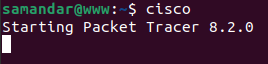 samandar@www:~$ cisco
Starting Packet Tracer 8.2.0